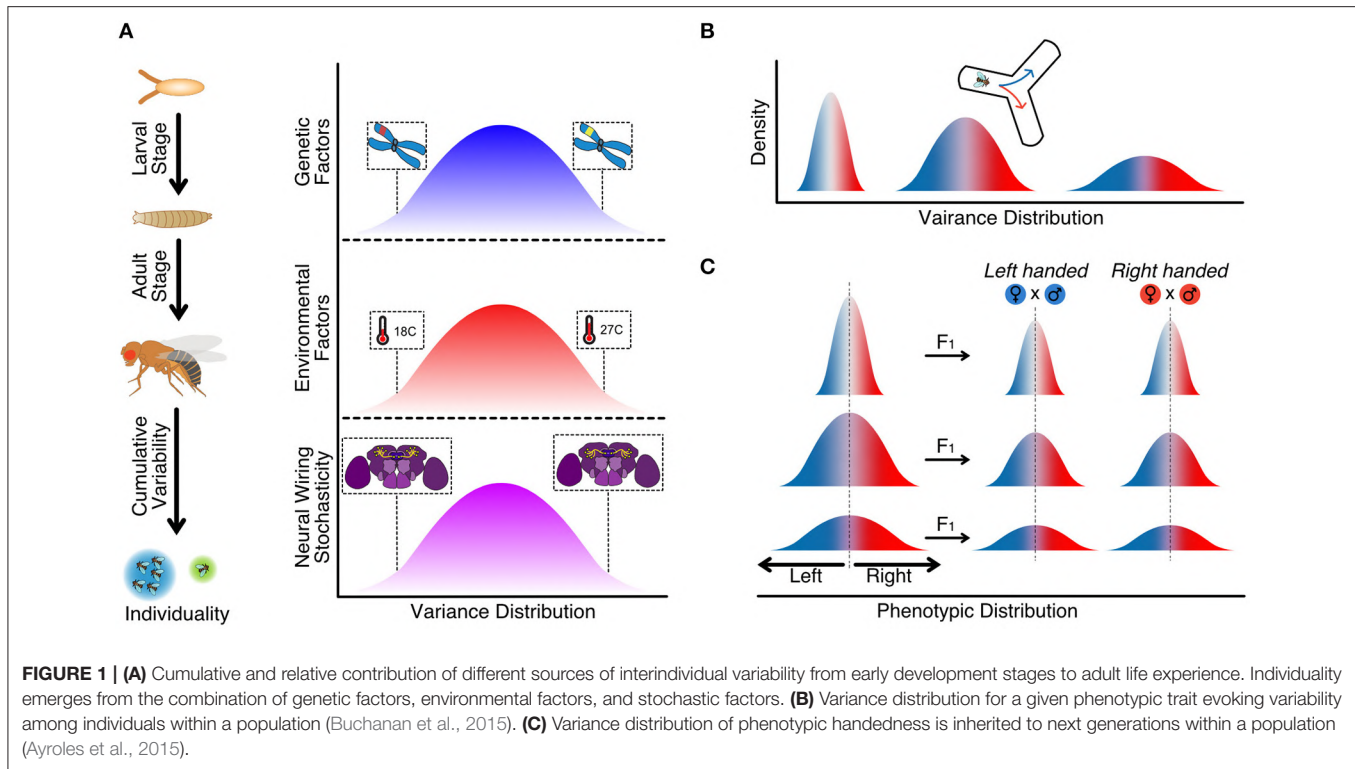 A
Larval
Stage
Adult
Stage
Cumulative
Variability
Individuality
Genetic
Factors
Environmental
Factors
18C
27C
Neural Wiring
Stochasticity
Variance Distribution
B
Density
Vairance Distribution
C
Left handed
Right handed
♀ x ♂
♀ x ♂
F1
F1
F1
Left
Right
Phenotypic Distribution
FIGURE 1 | (A) Cumulative and relative contribution of different sources of interindividual variability from early development stages to adult life experience. Individuality
emerges from the combination of genetic factors, environmental factors, and stochastic factors. (B) Variance distribution for a given phenotypic trait evoking variability
among individuals within a population (Buchanan et al., 2015). (C) Variance distribution of phenotypic handedness is inherited to next generations within a population
(Ayroles et al., 2015).